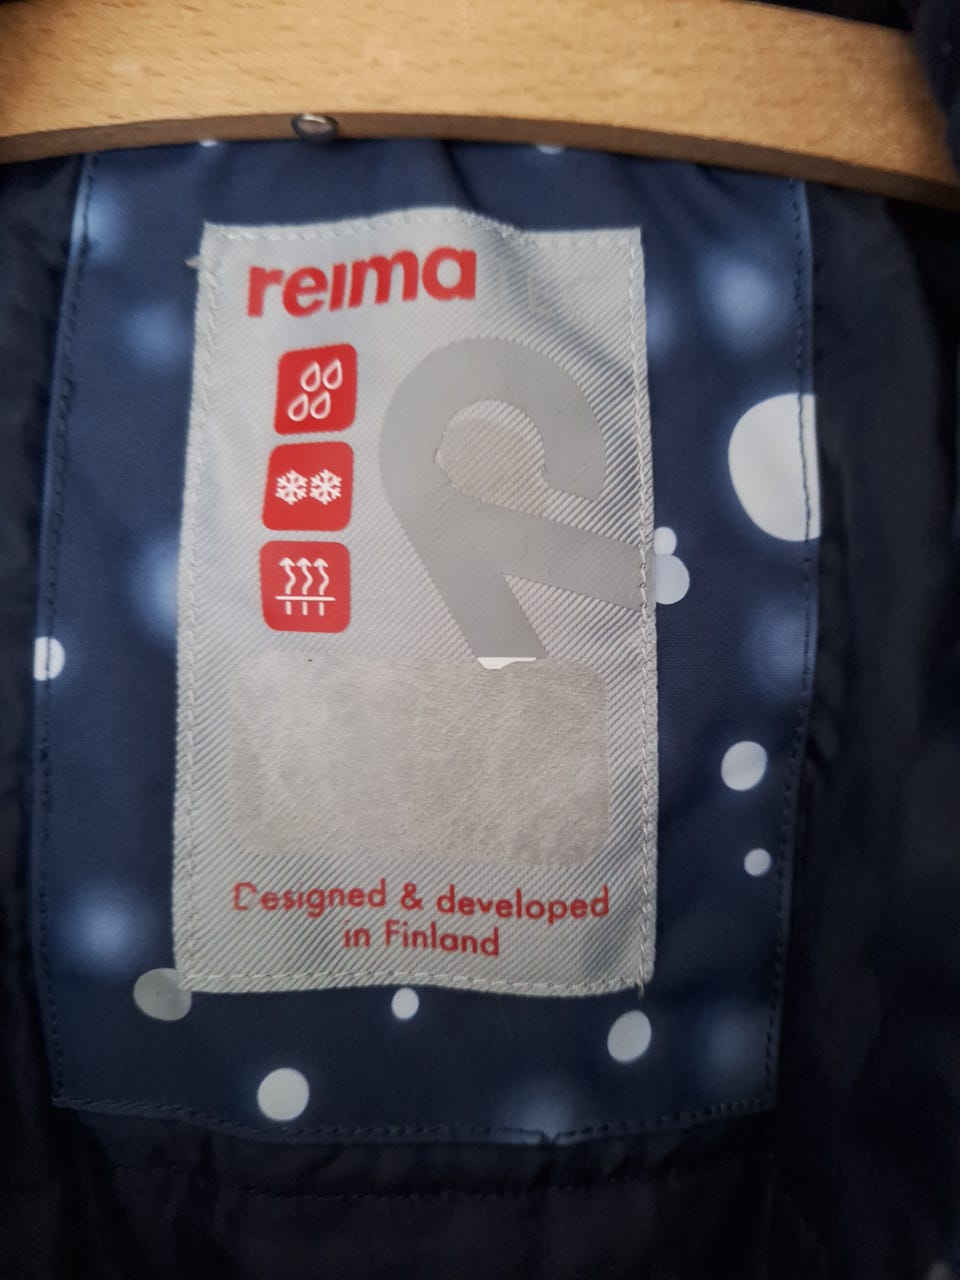 reima
Designed & developed
in Finland